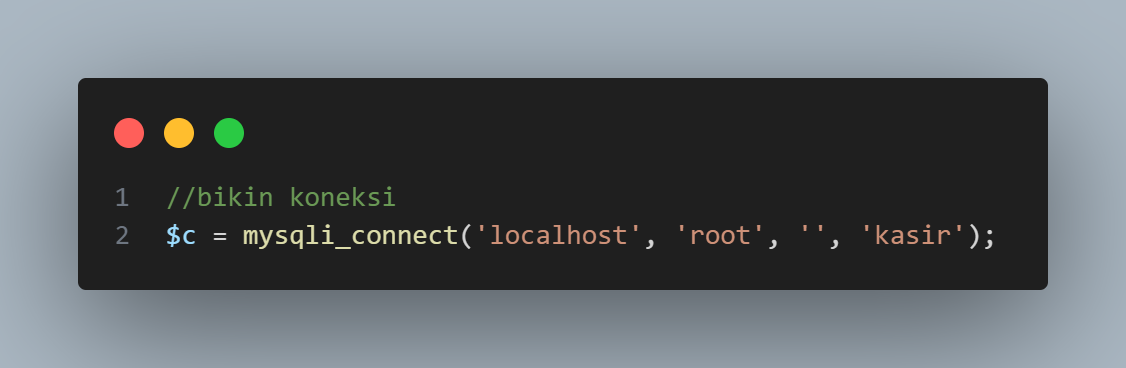 1 //bikin koneksi
2 $c = mysqli_connect('localhost', 'root', '', 'kasir');